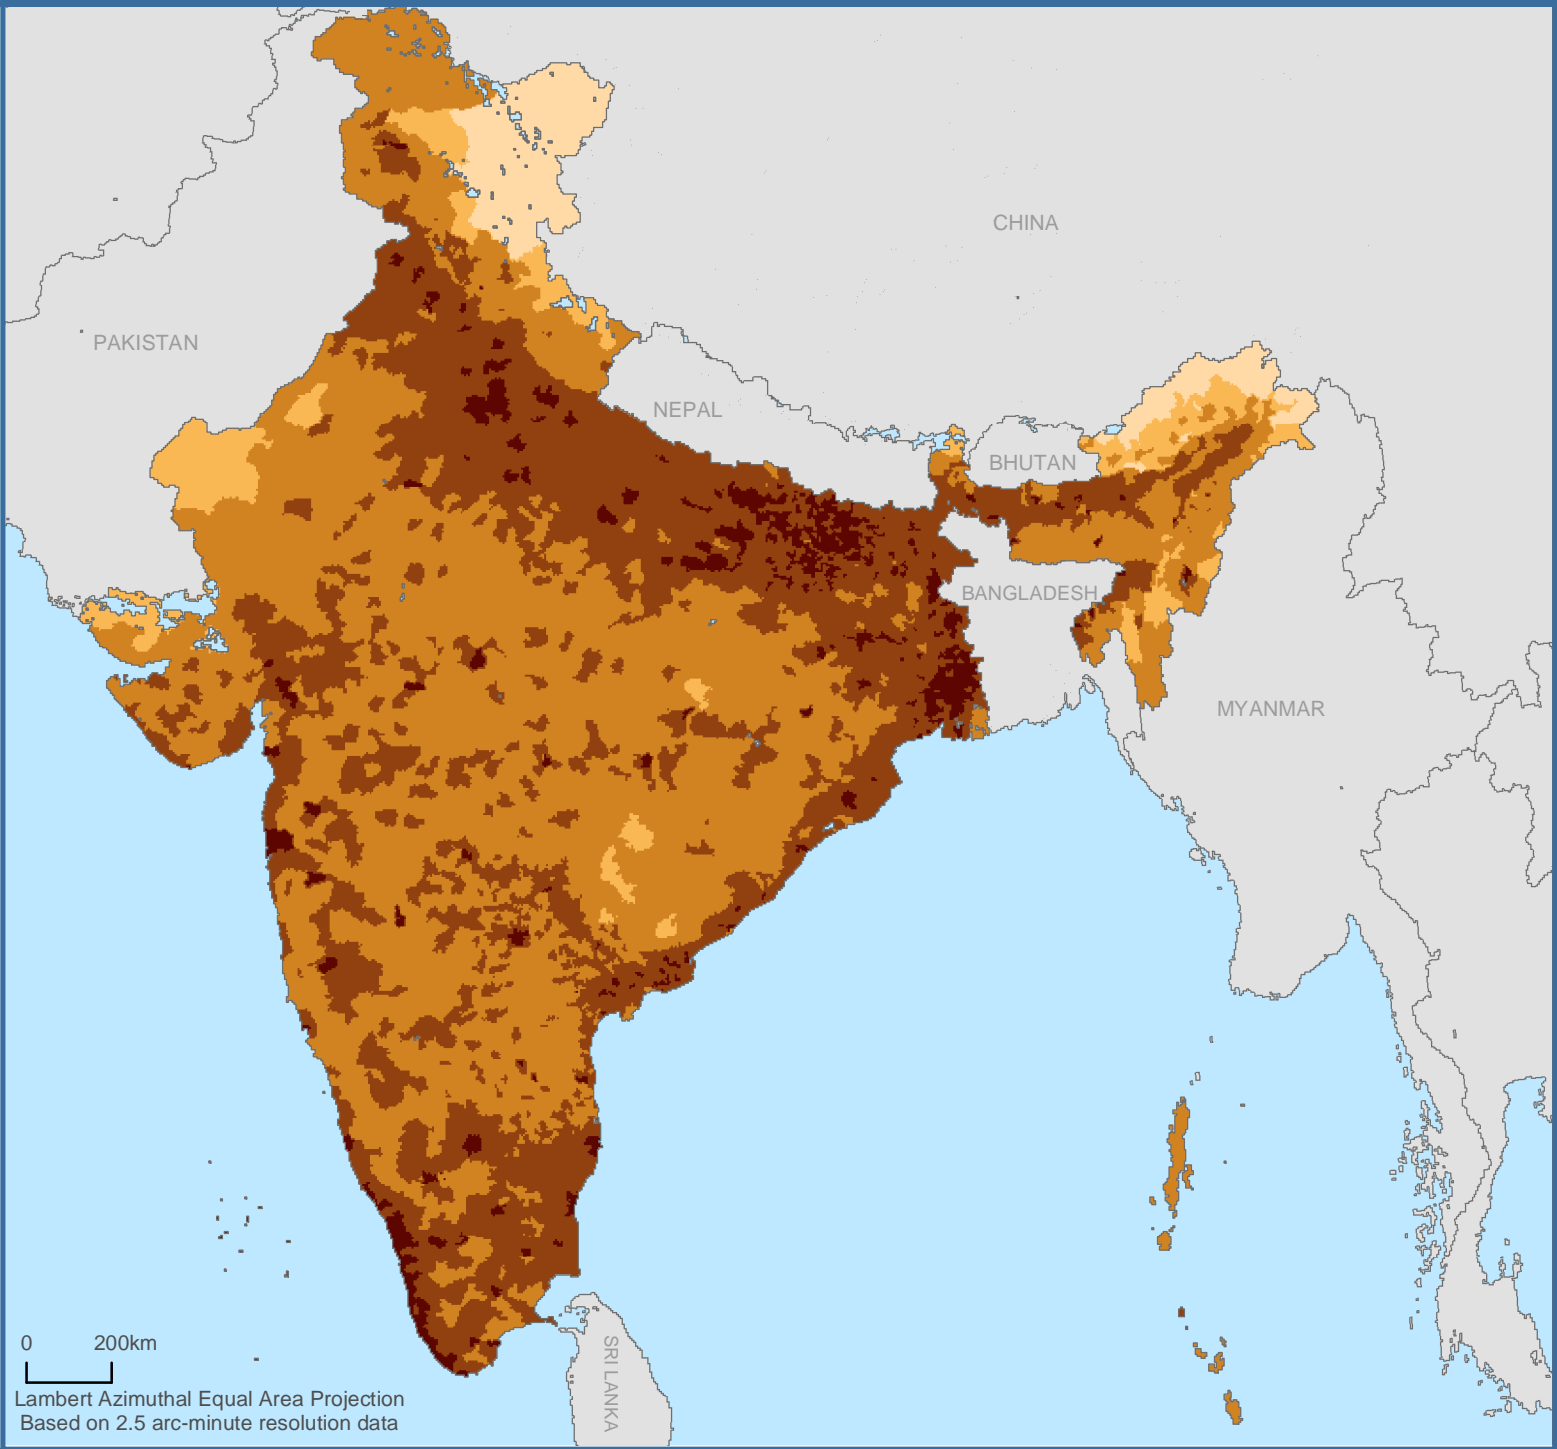 CHINA
PAKISTAN
NEPAL
BHUTAN
BANGLADESH
MYANMAR
SRI LANKA
0 200km
Lambert Azimuthal Equal Area Projection
Based on 2.5 arc-minute resolution data